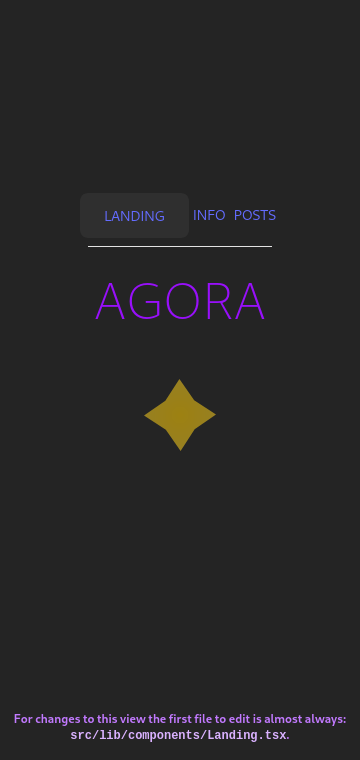 LANDING INFO POSTS
AGORA
For changes to this view the first file to edit is almost always:
src/lib/components/Landing.tsx.